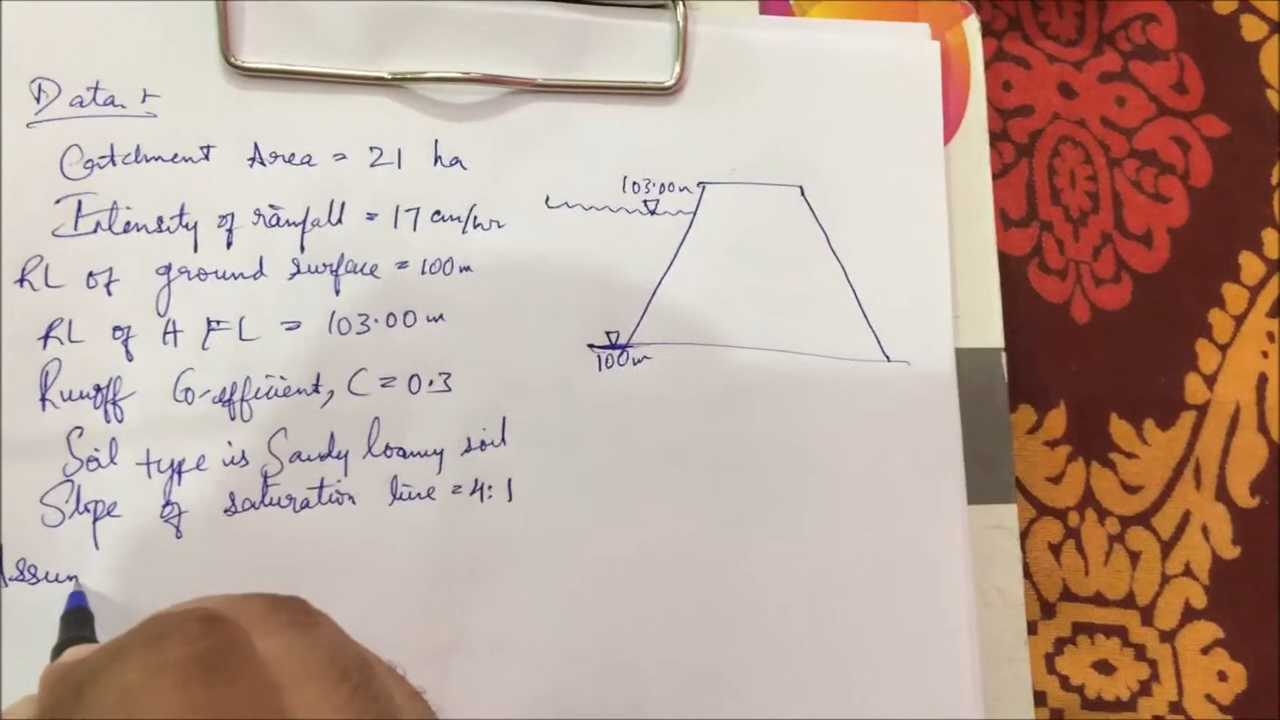 Data :-
Catchment Area = 21 ha
Intensity of rainfall = 17 cm/hr
RL of ground surface = 100m
RL of HFL = 103.00m
Runoff Co-efficient, C = 0.3
Soil type is Sandy loamy soil
Slope of saturation line = 4:1
Assum
103.00m
100m